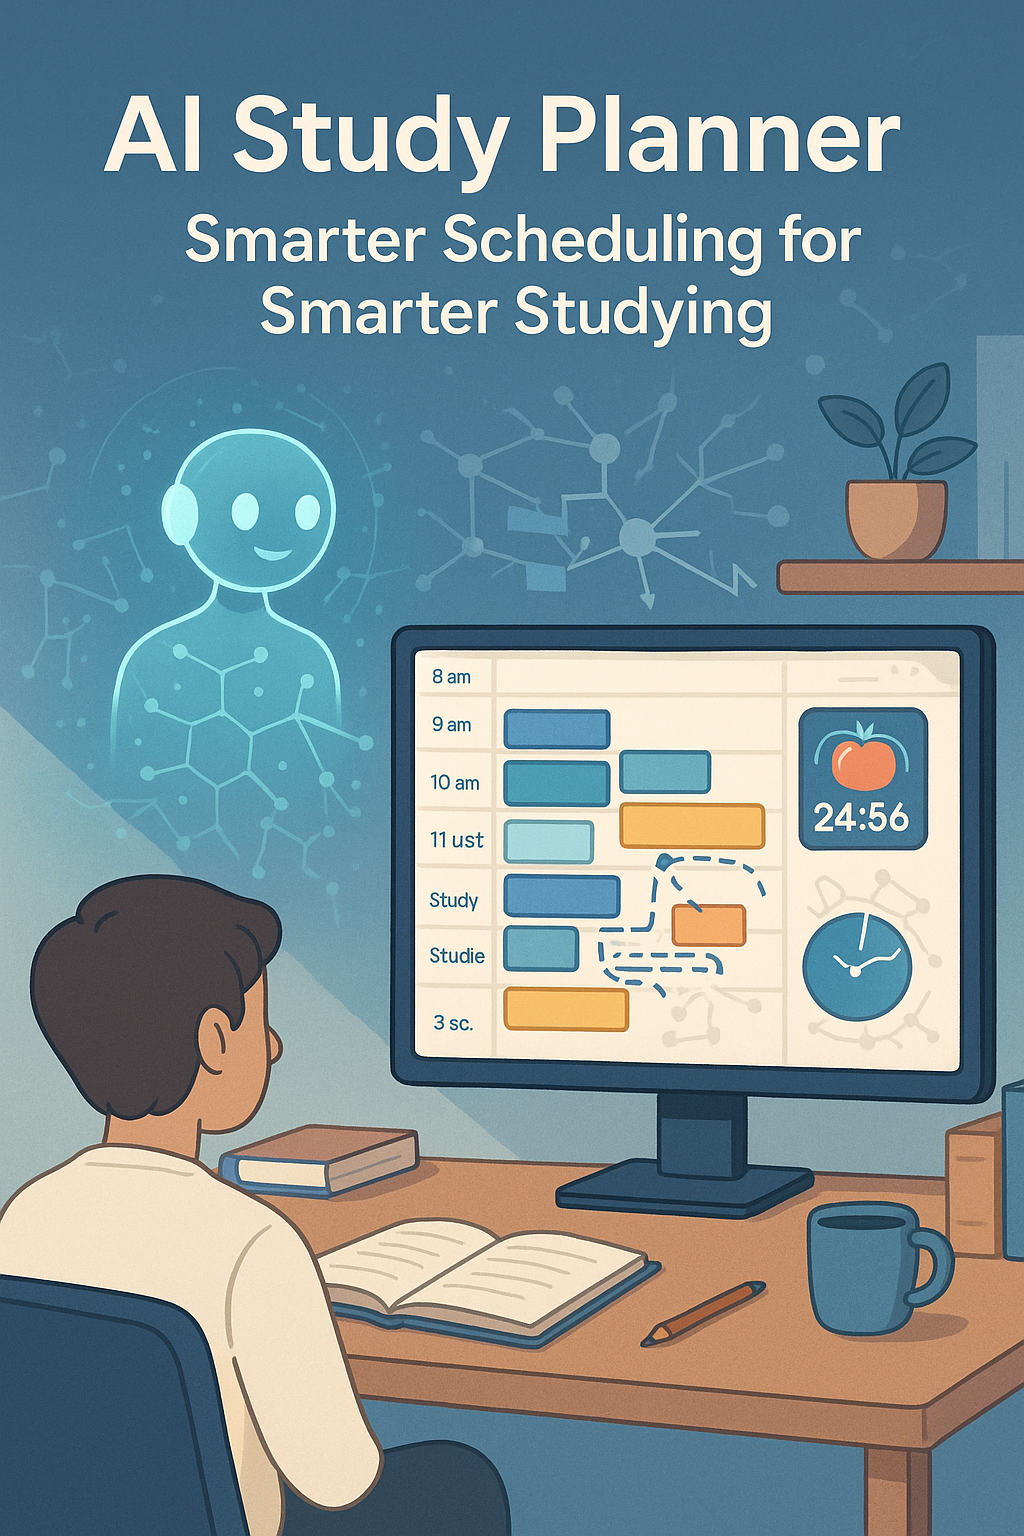 AI Study Planner
Smarter Scheduling for
Smarter Studying
8 am
9 am
10 am
11 ust
Study
Studie
3 sc.
24:56